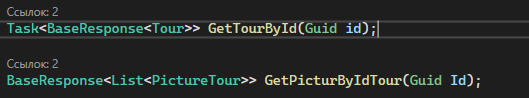 Ссылок: 2
Task<BaseResponse<Tour>> GetTourById(Guid id);
Ссылок: 2
BaseResponse<List<PictureTour>> GetPicturByIdTour(Guid Id);